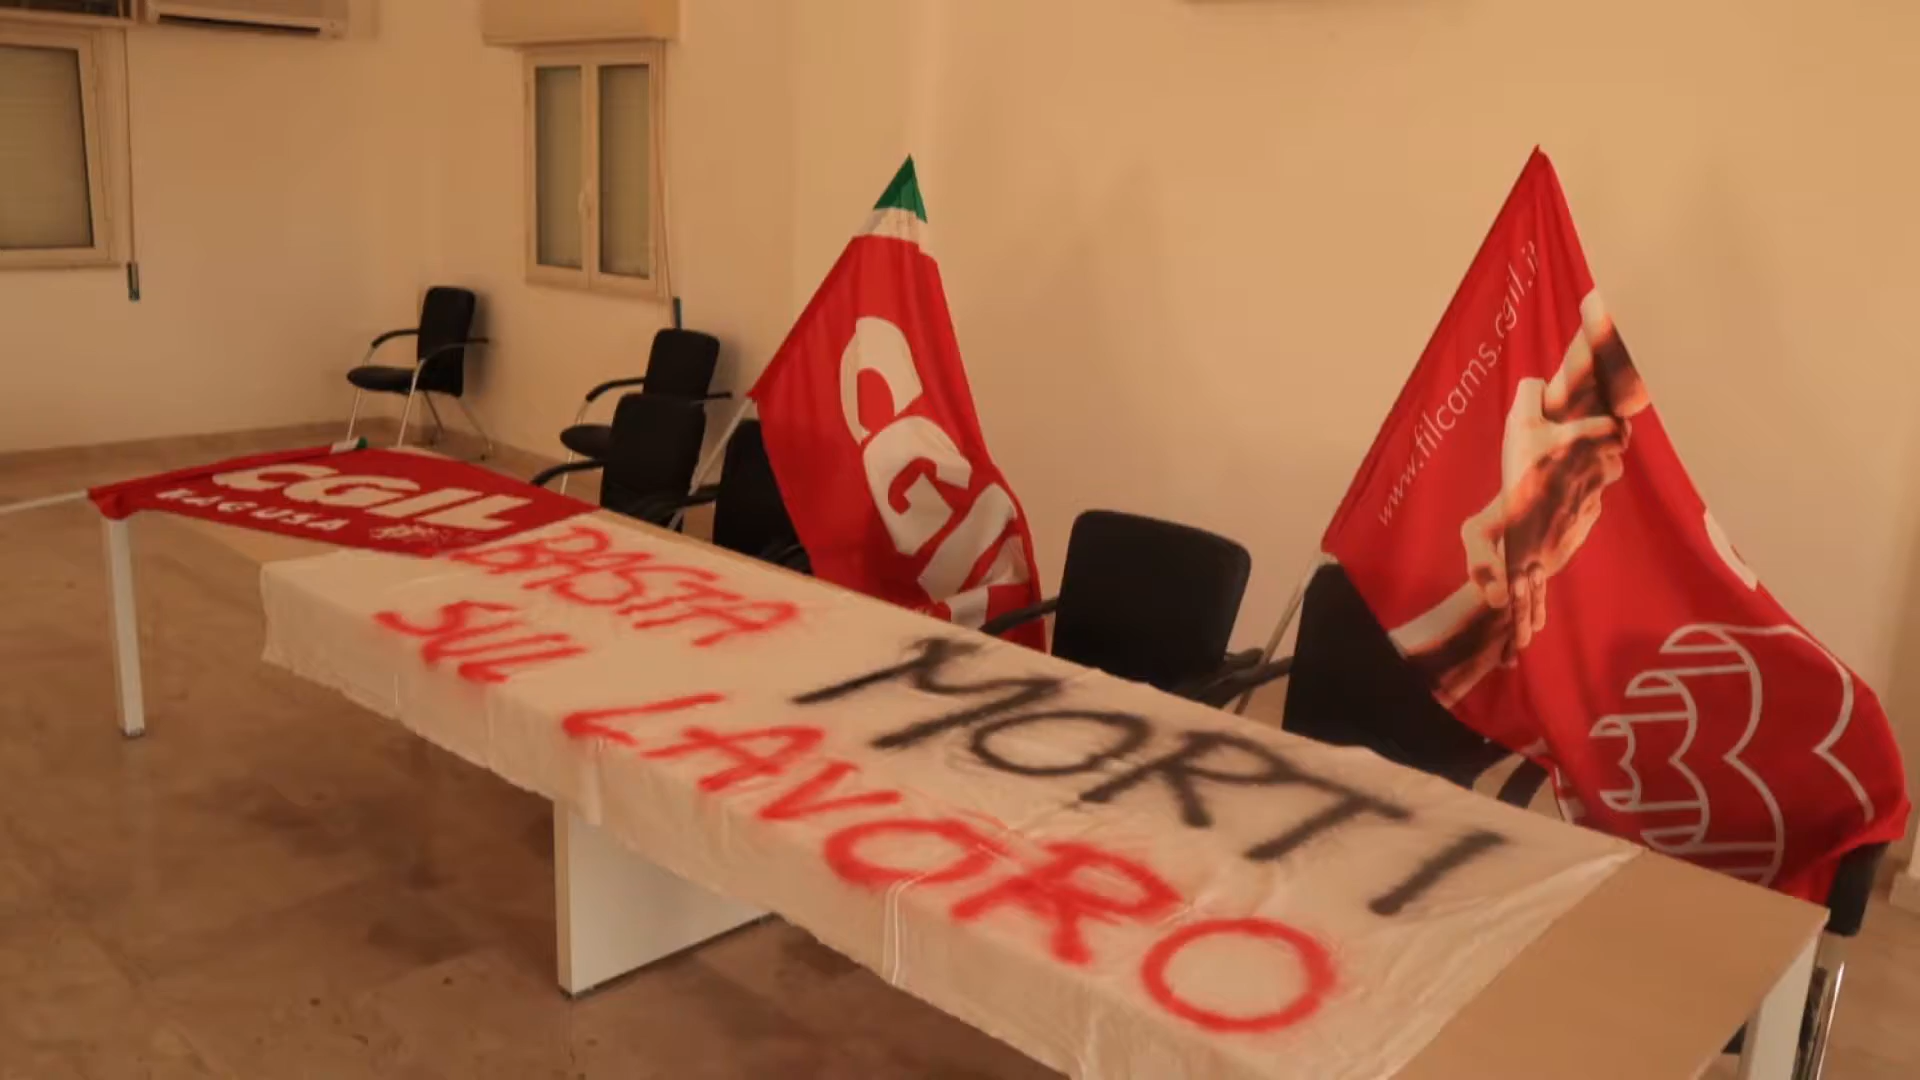 CGIL
RAGUSA
BASTA MORTI
SUL LAVORO
CGIL
www.filcams.cgil.it